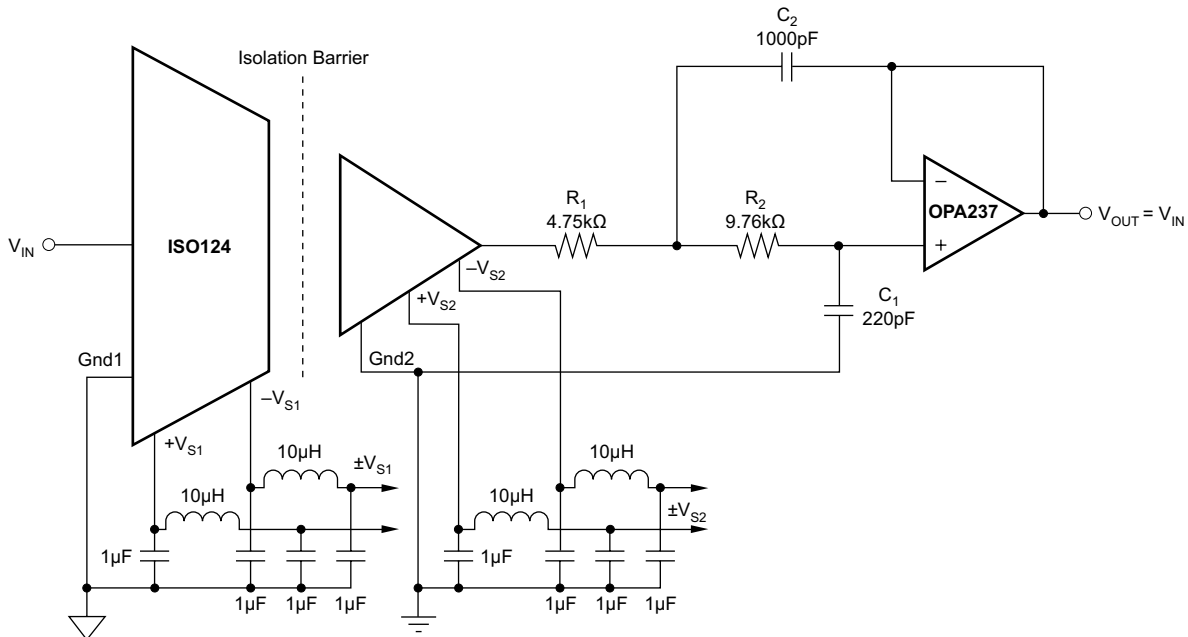 C2
1000pF
Isolation Barrier
R1
4.75kΩ
R2
9.76kΩ
–
OPA237
+
VOUT = VIN
VIN
ISO124
–VS2
+VS2
C1
220pF
Gnd1
Gnd2
–VS1
+VS1
10µH
±VS1
10µH
10µH
10µH
±VS2
1µF
1µF
1µF
1µF
1µF
1µF
1µF
1µF